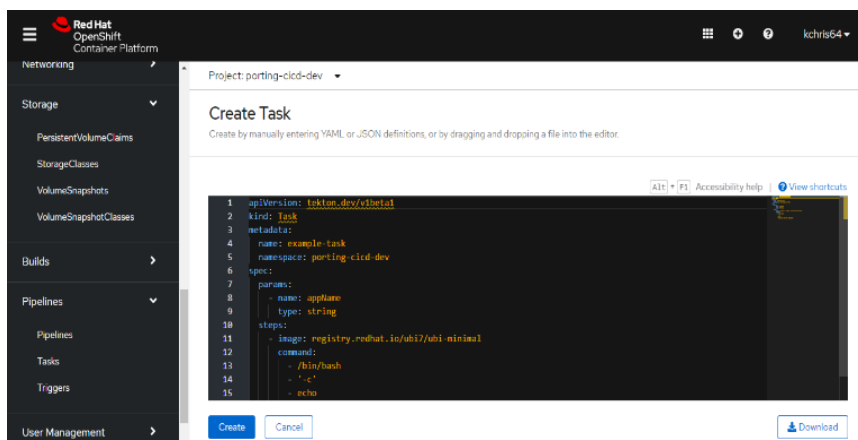 Red Hat
OpenShift
Container Platform
kchris64
Networking
Storage
PersistentVolumeClaims
StorageClasses
VolumeSnapshots
VolumeSnapshotClasses
Builds
Pipelines
Pipelines
Tasks
Triggers
User Management
Project: porting-cicd-dev
Create Task
Create by manually entering YAML or JSON definitions, or by dragging and dropping a file into the editor.
Alt + F1 Accessibility help | View shortcuts
1 apiVersion: tekton.dev/v1beta1
2 kind: Task
3 metadata:
4 name: example-task
5 namespace: porting-cicd-dev
6 spec:
7 params:
8 - name: appName
9 type: string
10 steps:
11 - image: registry.redhat.io/ubi7/ubi-minimal
12 command:
13 - /bin/bash
14 - '-c'
15 - echo
Create Cancel Download